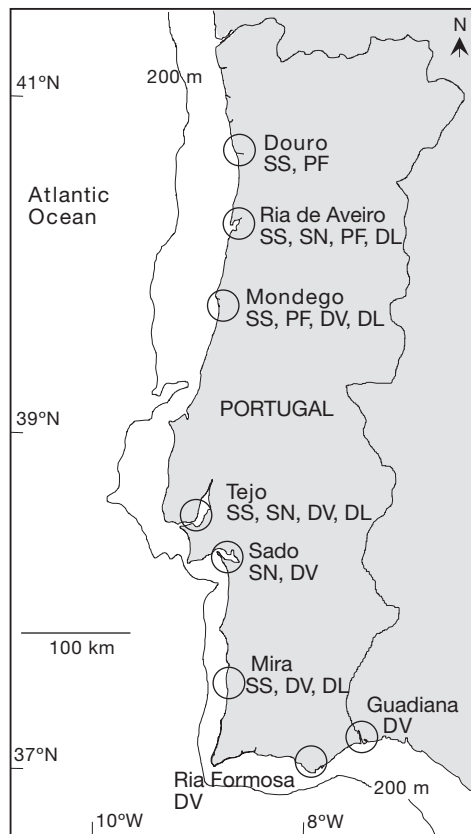 N
41°N
200 m
Douro
SS, PF
Atlantic
Ocean
Ria de Aveiro
SS, SN, PF, DL
Mondego
SS, PF, DV, DL
39°N
PORTUGAL
Tejo
SS, SN, DV, DL
Sado
SN, DV
100 km
Mira
SS, DV, DL
Guadiana
DV
37°N
Ria Formosa
DV
200 m
10°W
8°W